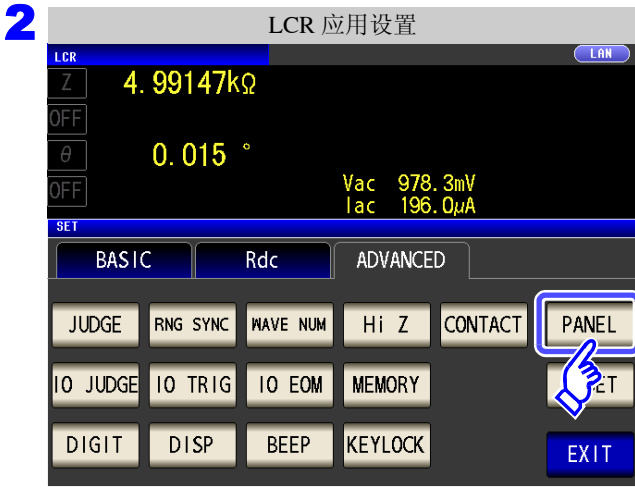 2
LCR 应用设置
LCR LAN
Z 4.99147kΩ
OFF
θ 0.015 °
OFF
Vac 978.3mV
Iac 196.0μA
SET
BASIC Rdc ADVANCED
JUDGE RNG SYNC WAVE NUM Hi Z CONTACT PANEL
IO JUDGE IO TRIG IO EOM MEMORY
DIGIT DISP BEEP KEYLOCK EXIT